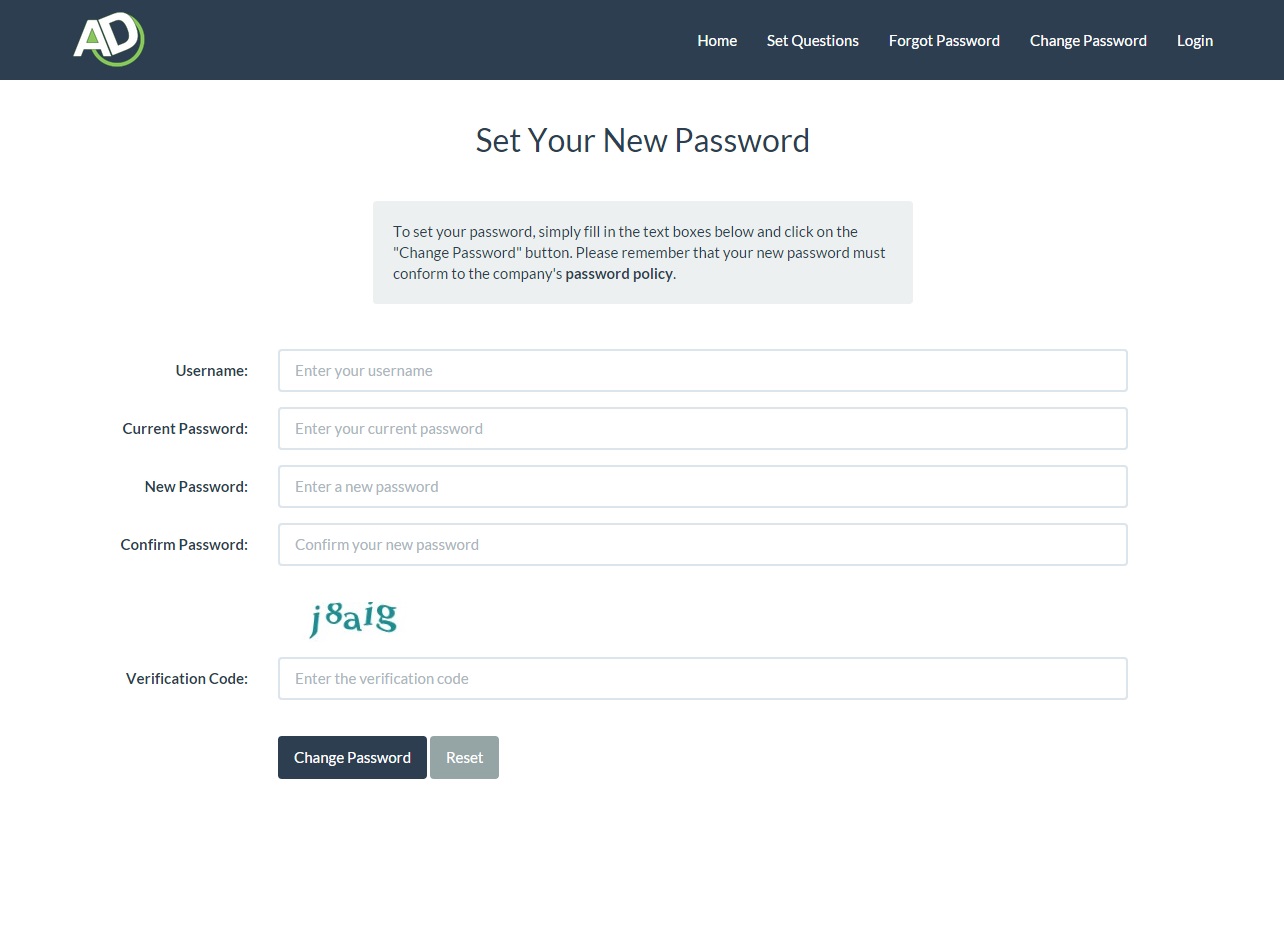 AD
Home Set Questions Forgot Password Change Password Login
Set Your New Password
To set your password, simply fill in the text boxes below and click on the
"Change Password" button. Please remember that your new password must
conform to the company's password policy.
Username: Enter your username
Current Password: Enter your current password
New Password: Enter a new password
Confirm Password: Confirm your new password
j8aig
Verification Code: Enter the verification code
Change Password Reset